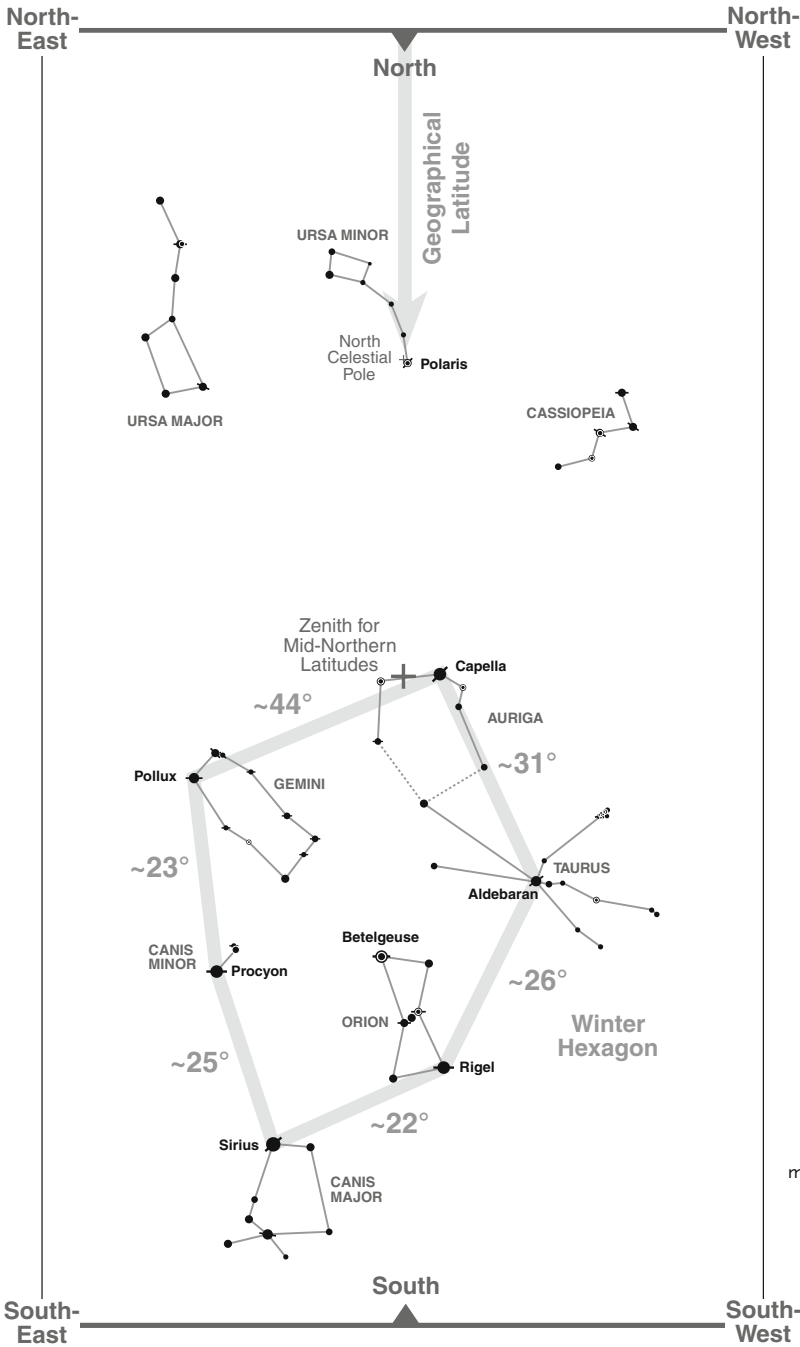 North-
East
North-
West
North
Geographical
Latitude
URSA MINOR
North
Celestial
Pole
Polaris
URSA MAJOR
CASSIOPEIA
Zenith for
Mid-Northern
Latitudes
Capella
~44°
AURIGA
~31°
Pollux
GEMINI
~23°
TAURUS
Aldebaran
Betelgeuse
CANIS
MINOR
Procyon
~26°
ORION
Winter
Hexagon
~25°
Rigel
~22°
Sirius
CANIS
MAJOR
m
South
South-
East
South-
West